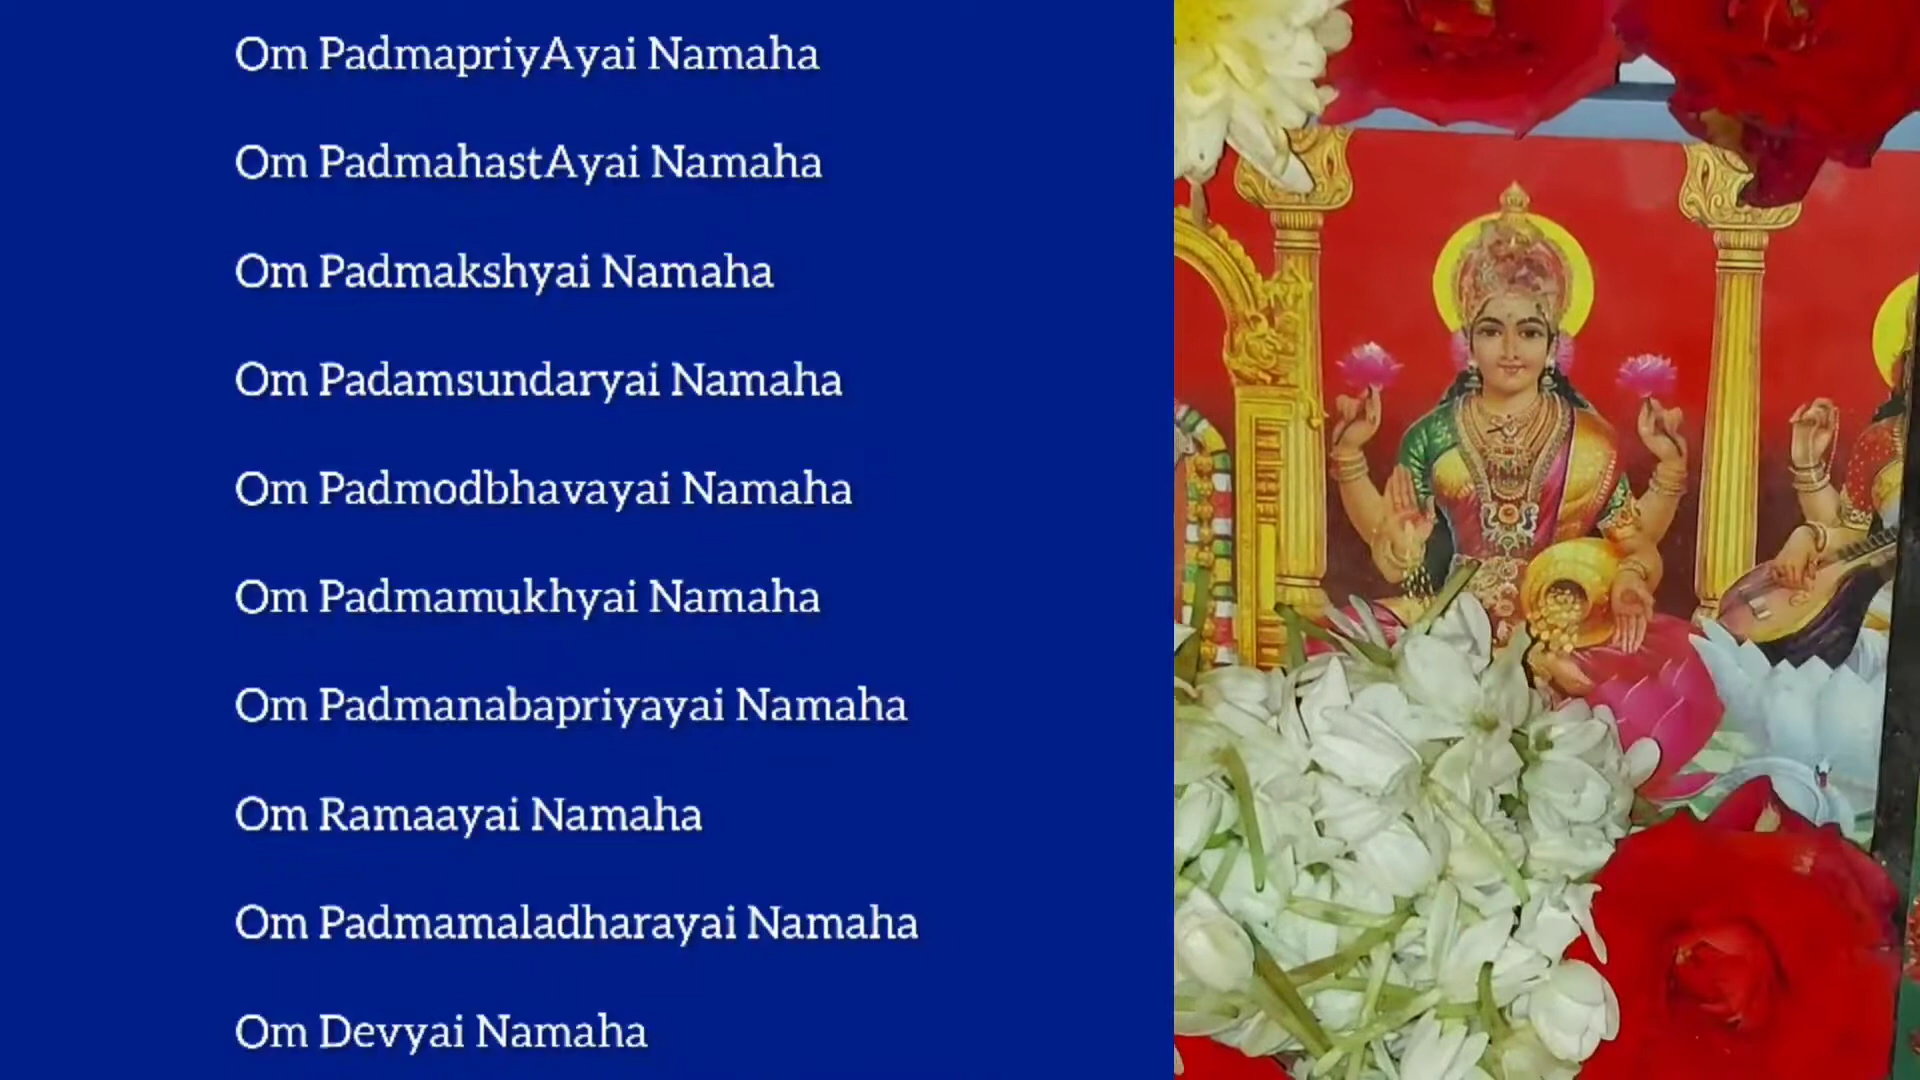 Om PadmapriyAyai Namaha
Om PadmahastAyai Namaha
Om Padmakshyai Namaha
Om Padamsundaryai Namaha
Om Padmodbhavayai Namaha
Om Padmamukhyai Namaha
Om Padmanabapriyayai Namaha
Om Ramaayai Namaha
Om Padmamaladharayai Namaha
Om Devyai Namaha